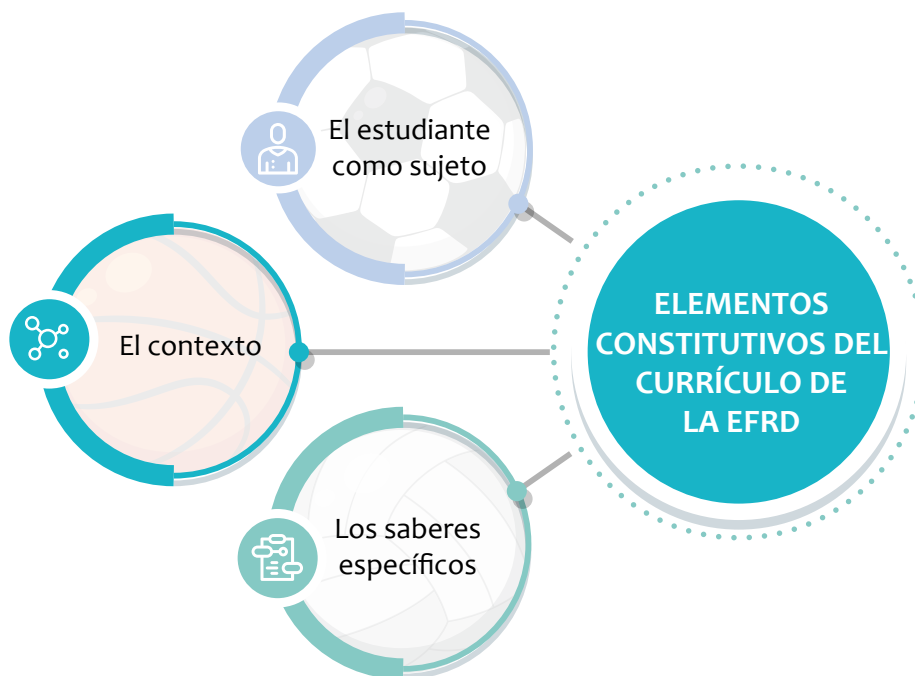 El estudiante
como sujeto
El contexto
Los saberes
específicos
ELEMENTOS
CONSTITUTIVOS DEL
CURRÍCULO DE
LA EFRD